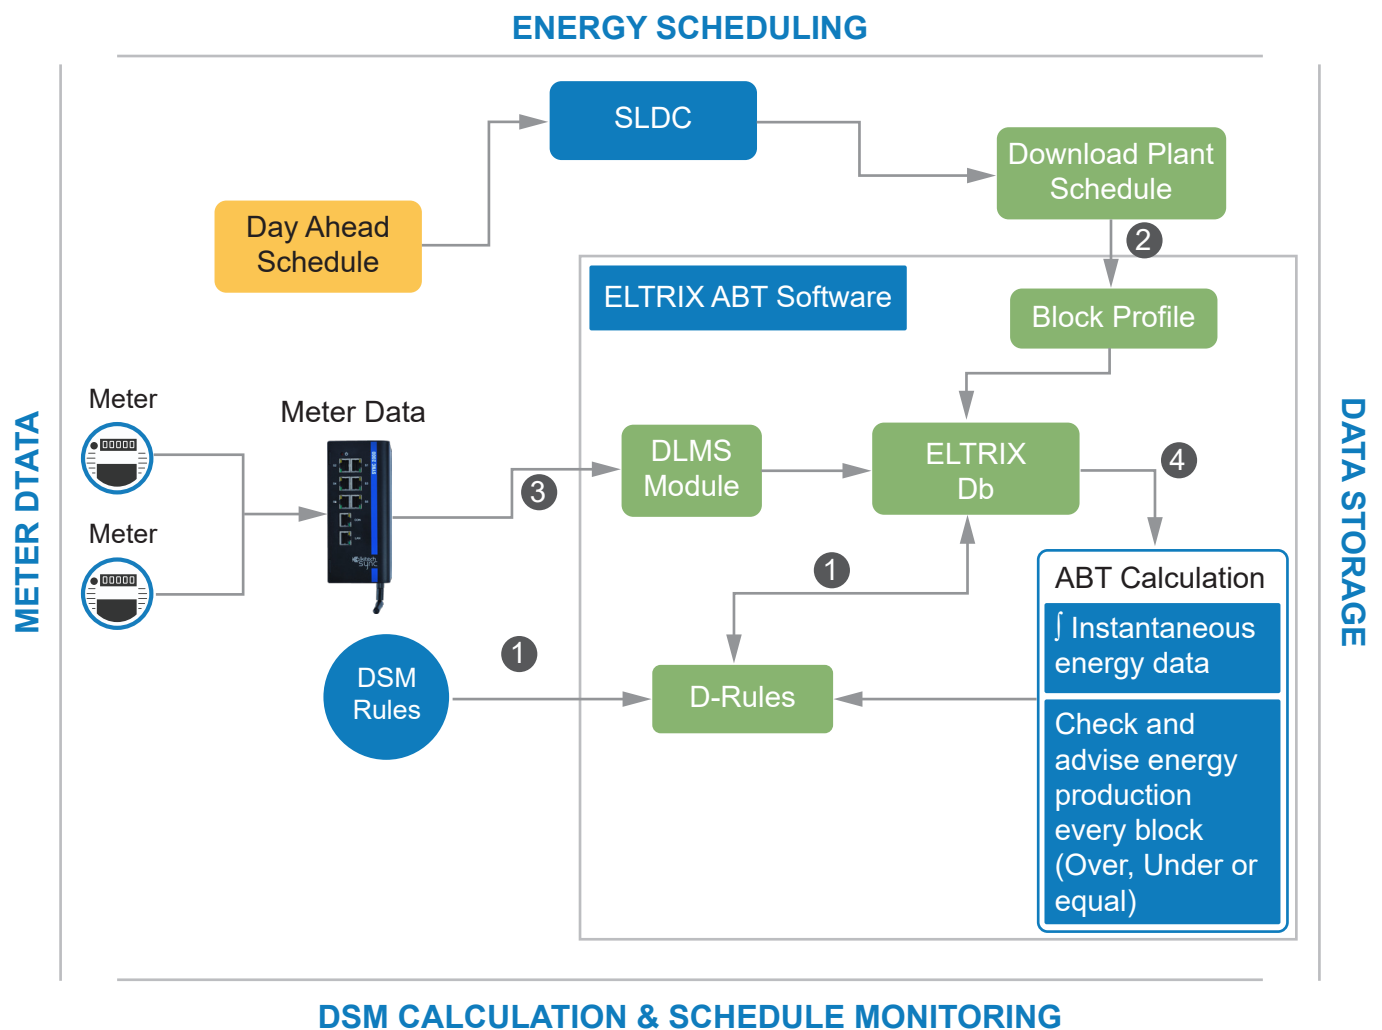 ENERGY SCHEDULING
SLDC
Download Plant
Schedule
Day Ahead
Schedule
2
ELTRIX ABT Software
Block Profile
METER DTATA
DATA STORAGE
Meter
00000
Meter Data
Meter
00000
3
DLMS
Module
ELTRIX
Db
4
1
ABT Calculation
∫ Instantaneous
energy data
Check and
advise energy
production
every block
(Over, Under or
equal)
DSM
Rules
1
D-Rules
DSM CALCULATION & SCHEDULE MONITORING